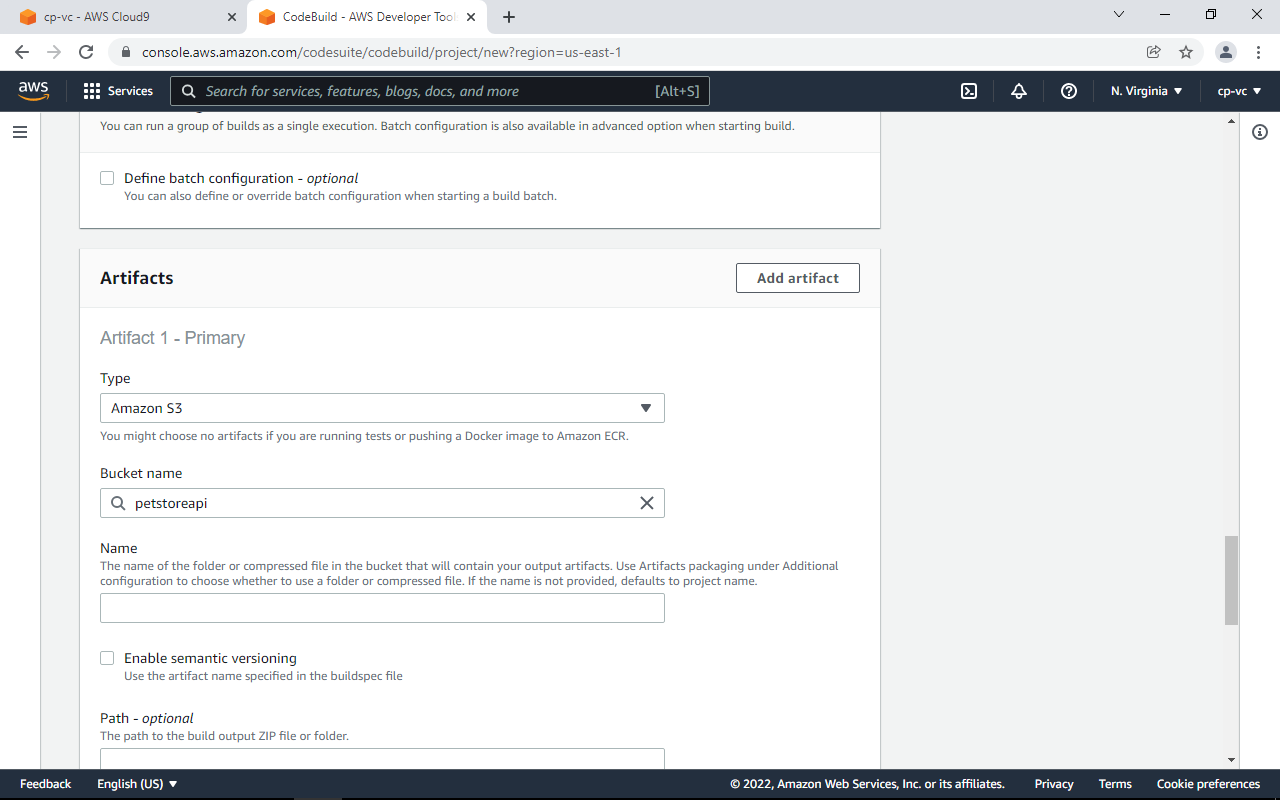 cp-vc - AWS Cloud9
CodeBuild - AWS Developer Tool
console.aws.amazon.com/codesuite/codebuild/project/new?region=us-east-1
aws
Services
Search for services, features, blogs, docs, and more
[Alt+S]
N. Virginia
cp-vc
You can run a group of builds as a single execution. Batch configuration is also available in advanced option when starting build.
Define batch configuration - optional
You can also define or override batch configuration when starting a build batch.
Artifacts
Add artifact
Artifact 1 - Primary
Type
Amazon S3
You might choose no artifacts if you are running tests or pushing a Docker image to Amazon ECR.
Bucket name
petstoreapi
Name
The name of the folder or compressed file in the bucket that will contain your output artifacts. Use Artifacts packaging under Additional
configuration to choose whether to use a folder or compressed file. If the name is not provided, defaults to project name.
Enable semantic versioning
Use the artifact name specified in the buildspec file
Path - optional
The path to the build output ZIP file or folder.
Feedback
English (US)
© 2022, Amazon Web Services, Inc. or its affiliates.
Privacy
Terms
Cookie preferences